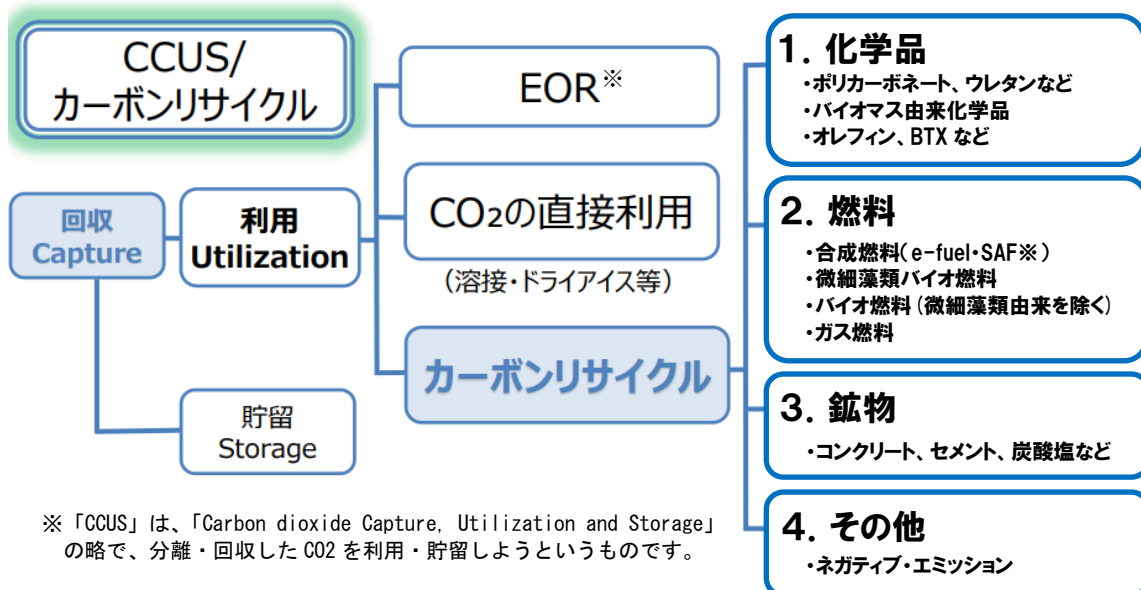 CCUS/
カーボンリサイクル
回収
Capture
利用
Utilization
貯留
Storage
EOR※
CO₂の直接利用
（溶接・ドライアイス等）
カーボンリサイクル
1. 化学品
・ポリカーボネート、ウレタンなど
・バイオマス由来化学品
・オレフィン、BTX など
2. 燃料
・合成燃料（e-fuel・SAF※）
・微細藻類バイオ燃料
・バイオ燃料（微細藻類由来を除く）
・ガス燃料
3. 鉱物
・コンクリート、セメント、炭酸塩など
4. その他
・ネガティブ・エミッション
※「CCUS」は、「Carbon dioxide Capture, Utilization and Storage」
の略で、分離・回収した CO2 を利用・貯留しようというものです。